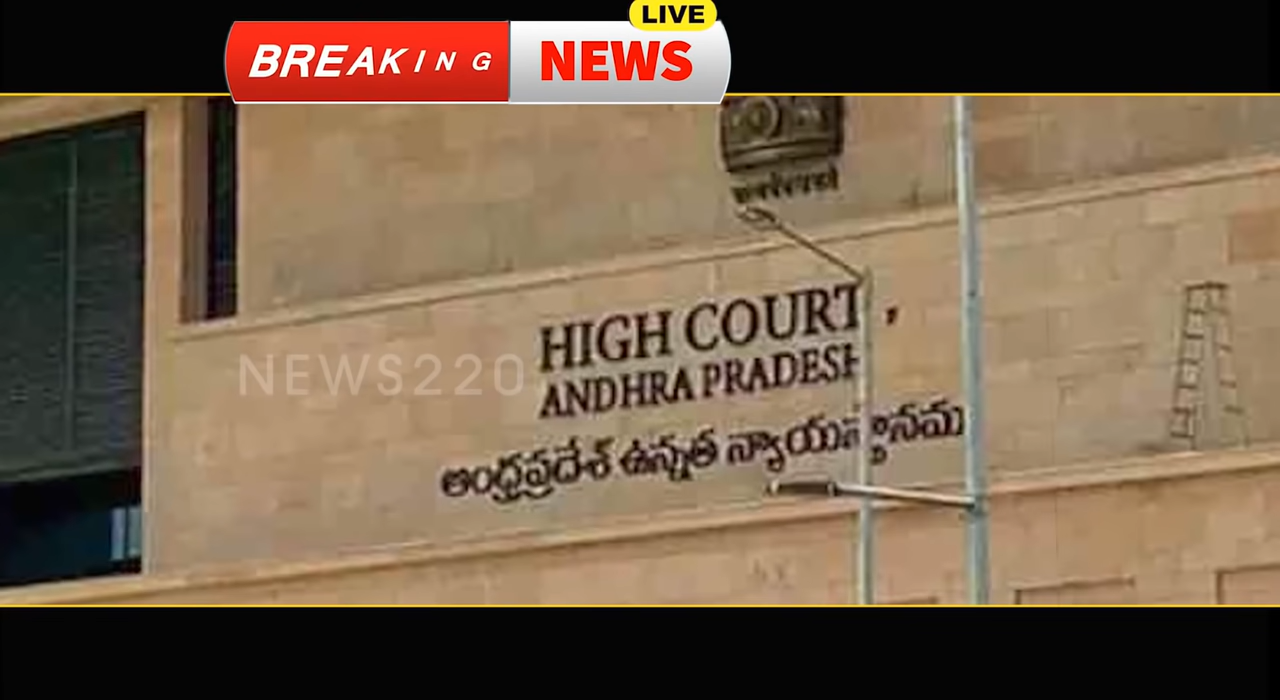 LIVE
BREAKING NEWS
HIGH COURT,
ANDHRA PRADESH
NEWS220
ఆంధ్రప్రదేశ్ ఉన్నత న్యాయస్థానము